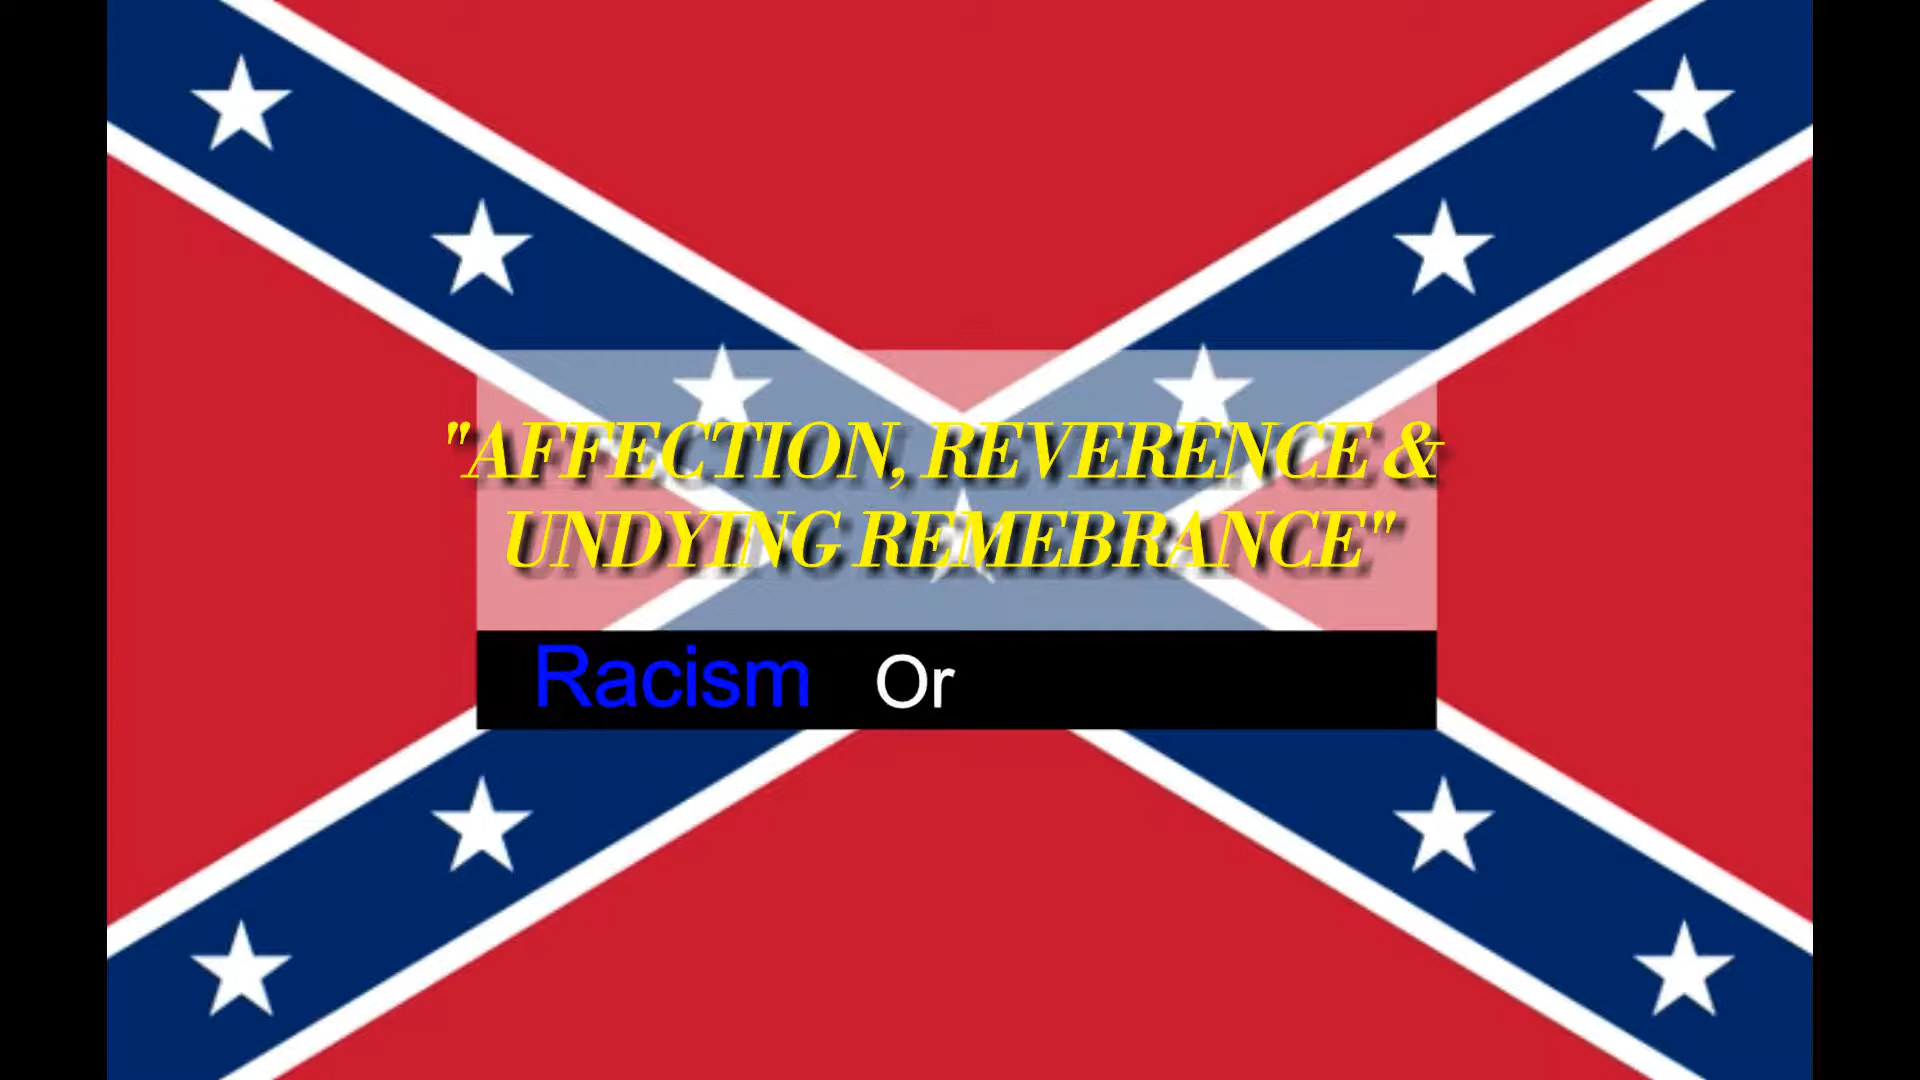 "AFFECTION, REVERENCE &
UNDYING REMEBRANCE"
Racism Or